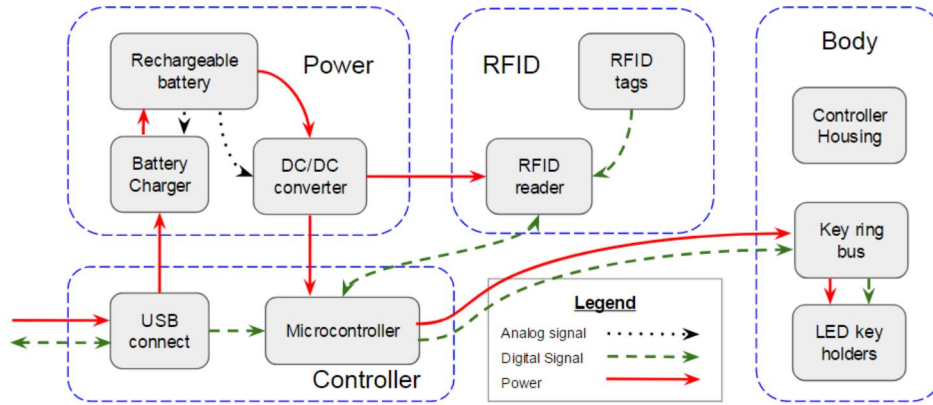 Power
Rechargeable
battery
Battery
Charger
DC/DC
converter
RFID
RFID
tags
RFID
reader
Body
Controller
Housing
Key ring
bus
LED key
holders
USB
connect
Microcontroller
Controller
Legend
Analog signal
Digital Signal
Power